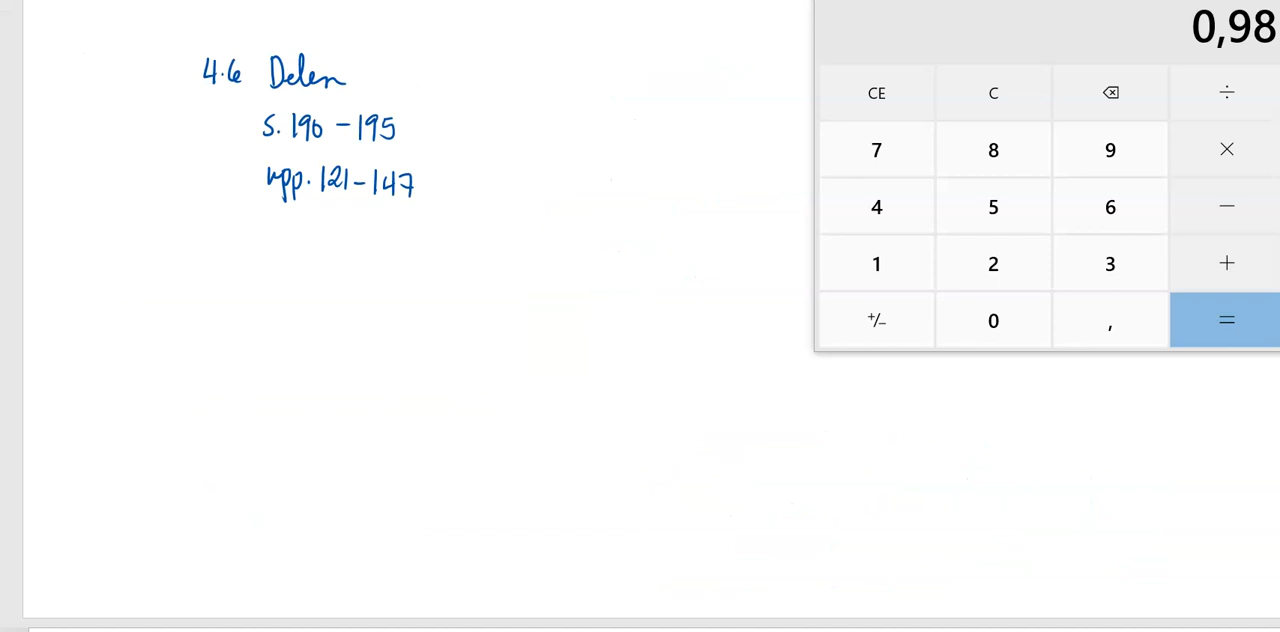 4.6 Delen
s. 190 - 195
upp. 121-147
0,98
CE C ⌫ ÷
7 8 9 ×
4 5 6 −
1 2 3 +
+/− 0 , =